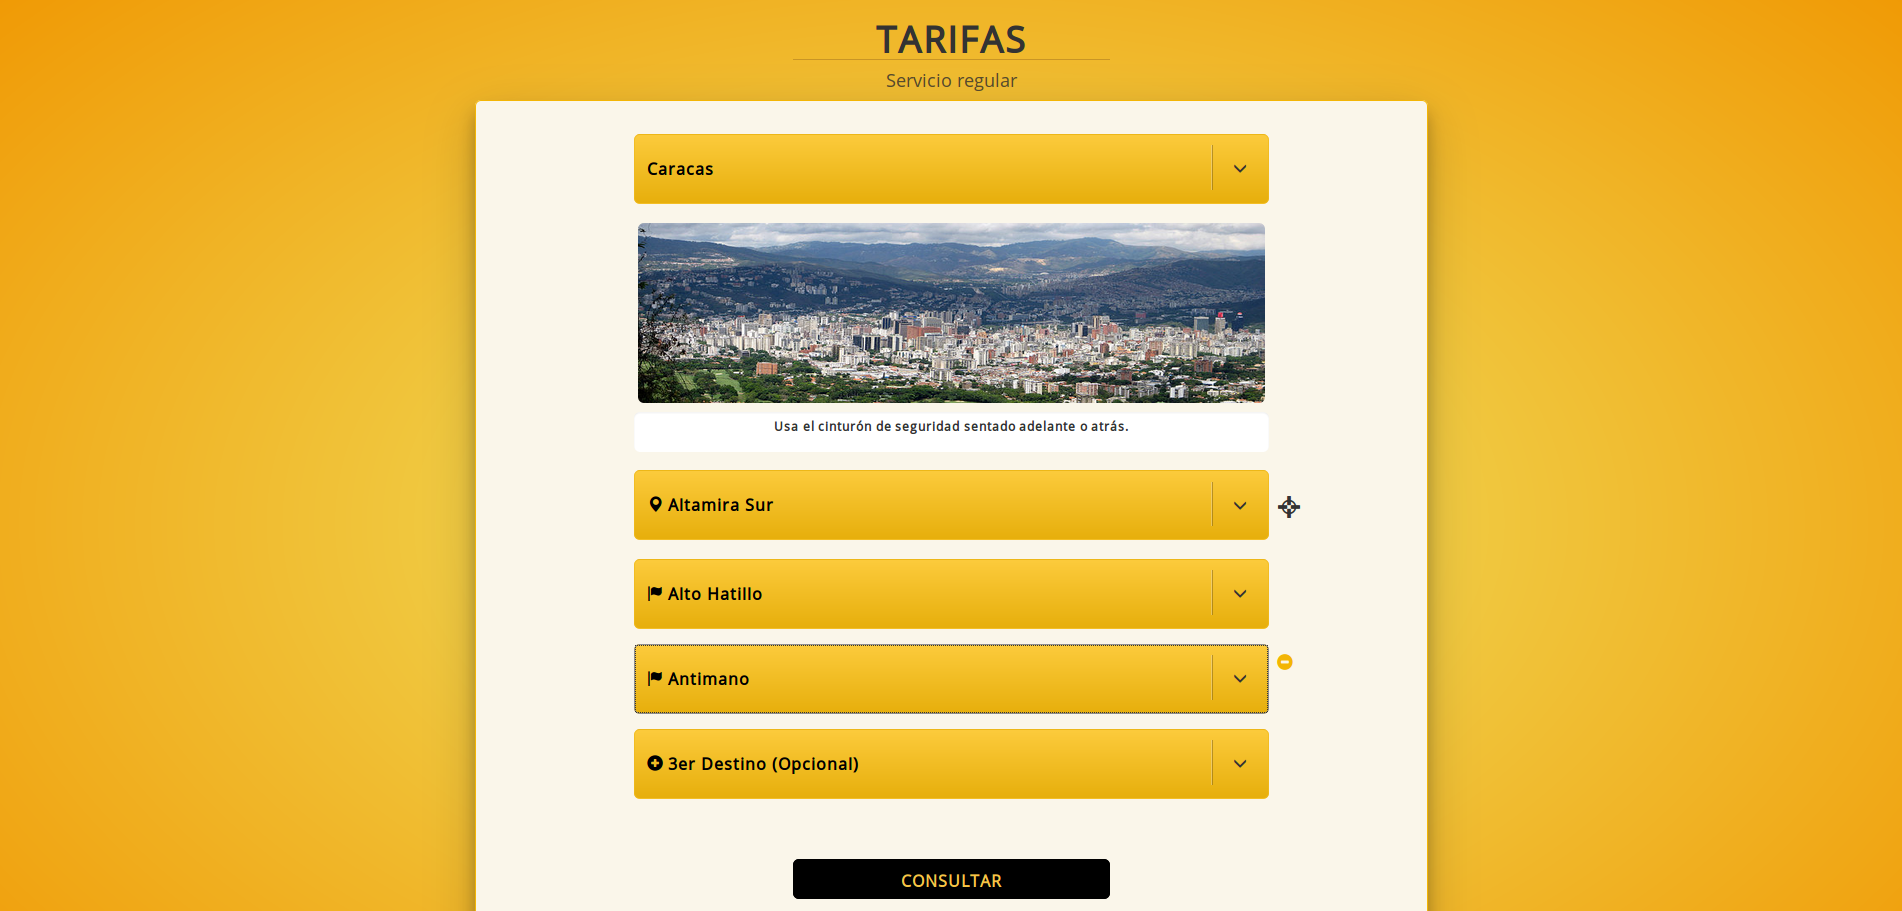 TARIFAS
Servicio regular
Caracas
Usa el cinturón de seguridad sentado adelante o atrás.
Altamira Sur
Alto Hatillo
Antimano
3er Destino (Opcional)
CONSULTAR